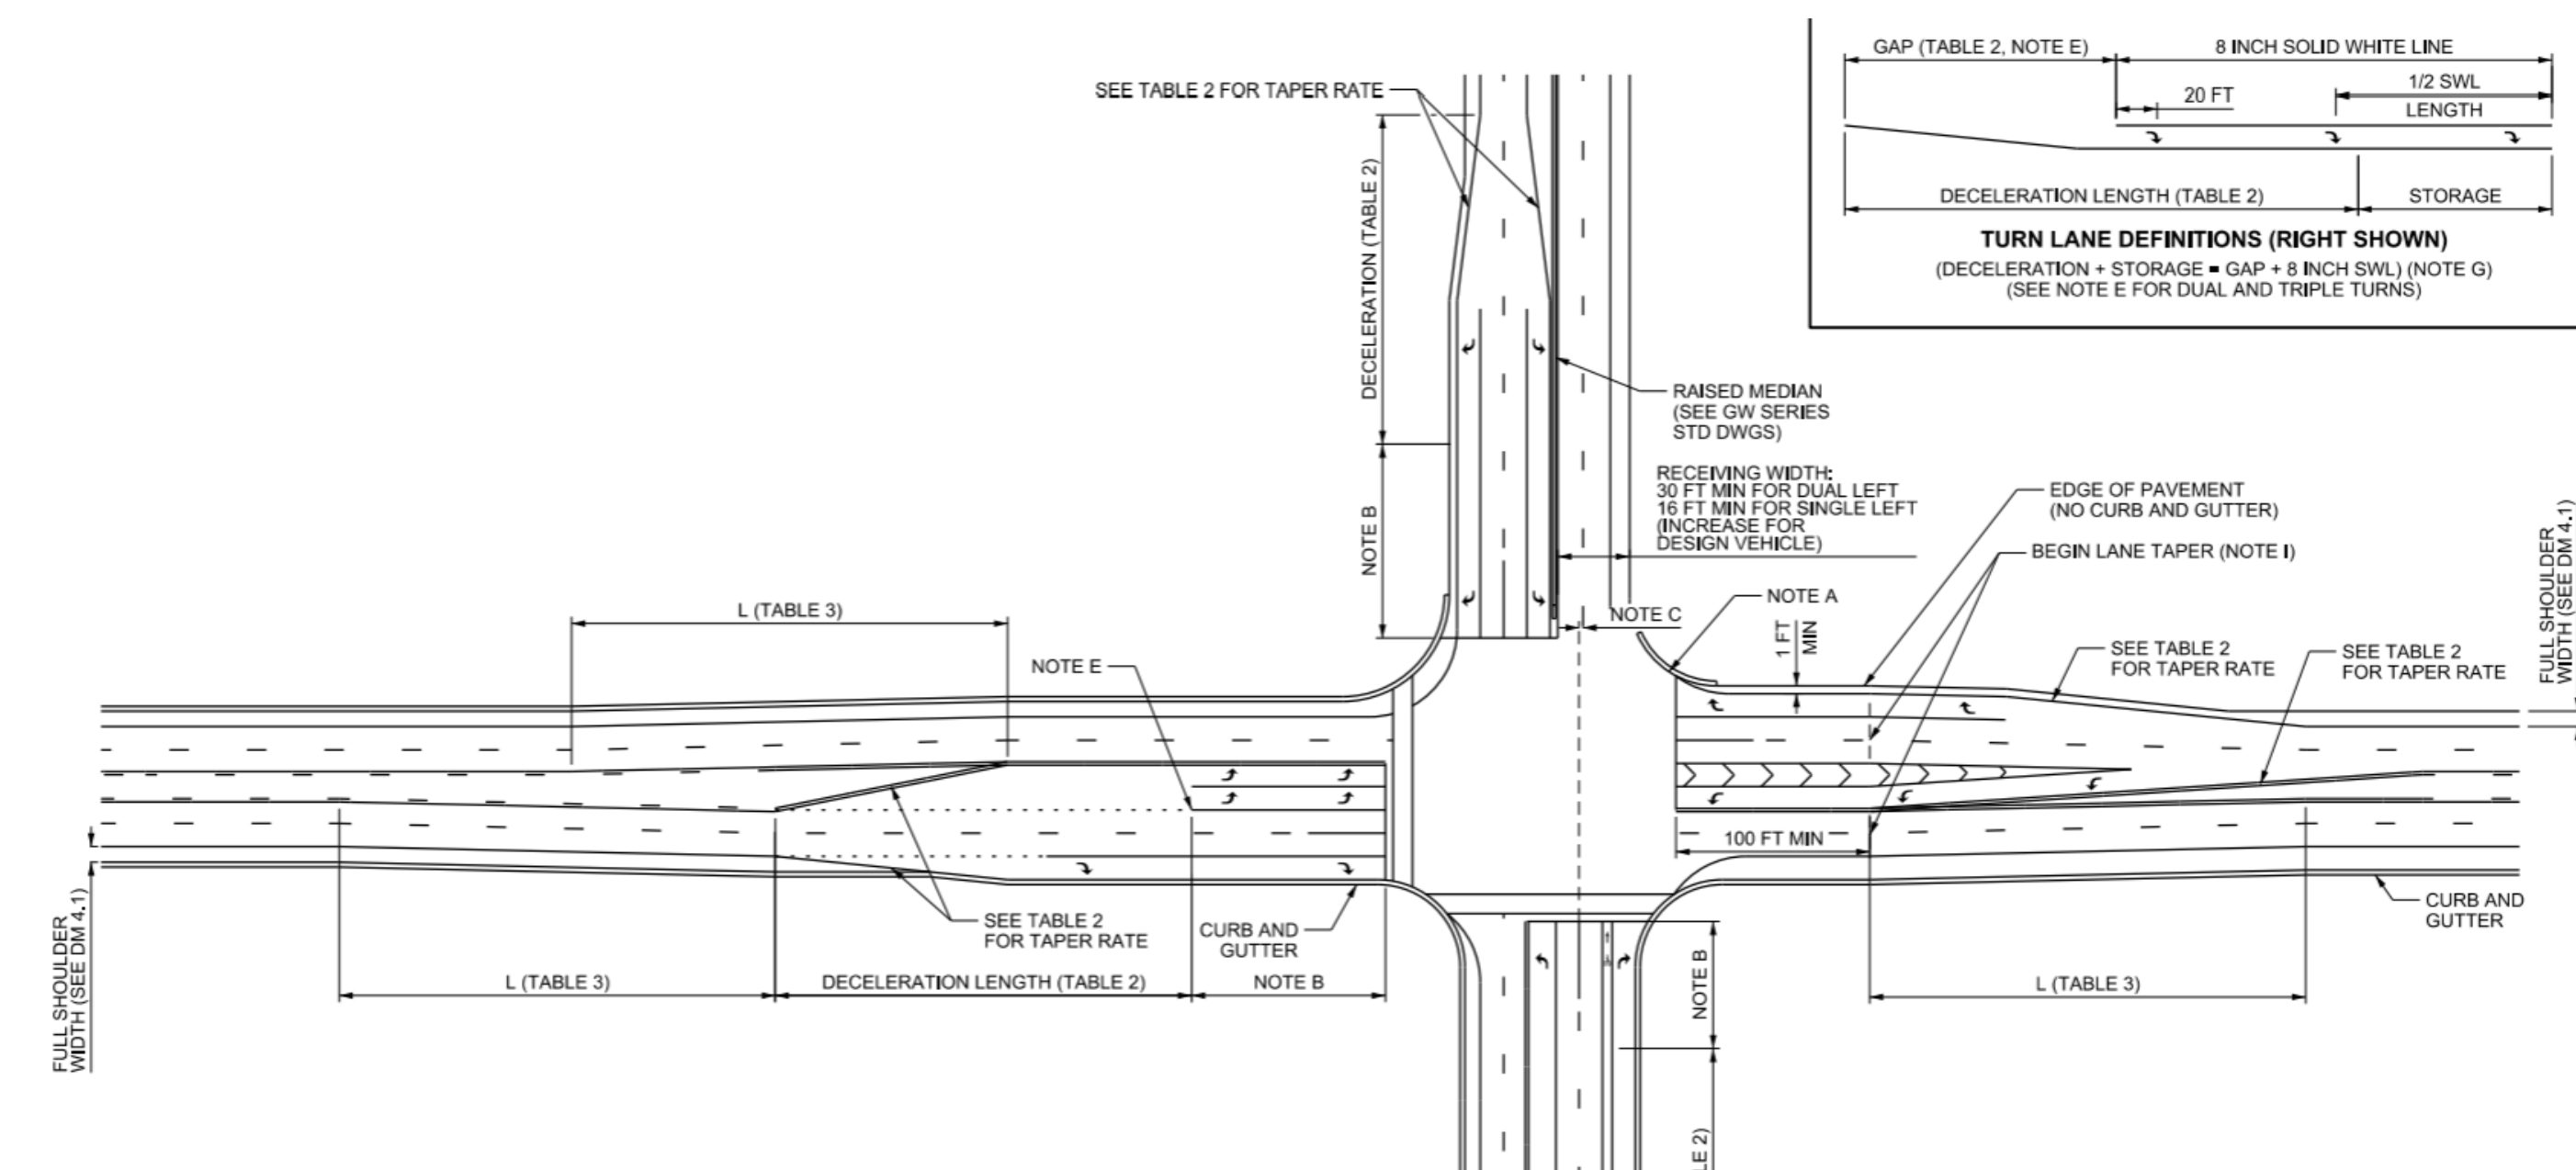 GAP (TABLE 2, NOTE E)
8 INCH SOLID WHITE LINE
1/2 SWL
LENGTH
20 FT
DECELERATION LENGTH (TABLE 2)
STORAGE
TURN LANE DEFINITIONS (RIGHT SHOWN)
(DECELERATION + STORAGE = GAP + 8 INCH SWL) (NOTE G)
(SEE NOTE E FOR DUAL AND TRIPLE TURNS)
SEE TABLE 2 FOR TAPER RATE
DECELERATION (TABLE 2)
NOTE B
RAISED MEDIAN
(SEE GW SERIES
STD DWGS)
RECEIVING WIDTH:
30 FT MIN FOR DUAL LEFT
16 FT MIN FOR SINGLE LEFT
(INCREASE FOR
DESIGN VEHICLE)
EDGE OF PAVEMENT
(NO CURB AND GUTTER)
BEGIN LANE TAPER (NOTE I)
NOTE A
NOTE C
1 FT
MIN
SEE TABLE 2
FOR TAPER RATE
SEE TABLE 2
FOR TAPER RATE
FULL SHOULDER
WIDTH (SEE DM 4.1)
L (TABLE 3)
NOTE E
100 FT MIN
SEE TABLE 2
FOR TAPER RATE
CURB AND
GUTTER
CURB AND
GUTTER
FULL SHOULDER
WIDTH (SEE DM 4.1)
L (TABLE 3)
DECELERATION LENGTH (TABLE 2)
NOTE B
NOTE B
L (TABLE 3)
LE 2)